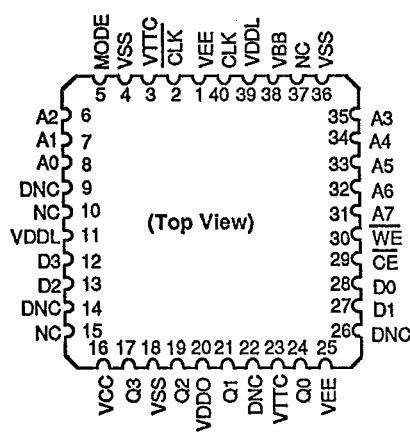 MODE VSS VTTC CLK VEE CLK VDDL VBB NC VSS
5 4 3 2 1 40 39 38 37 36
A2 6 35 A3
A1 7 34 A4
A0 8 33 A5
DNC 9 32 A6
NC 10 31 A7
VDDL 11 (Top View) 30 WE
D3 12 29 CE
D2 13 28 D0
DNC 14 27 D1
NC 15 26 DNC
16 17 18 19 20 21 22 23 24 25
VCC Q3 VSS Q2 VDDO Q1 DNC VTTC Q0 VEE